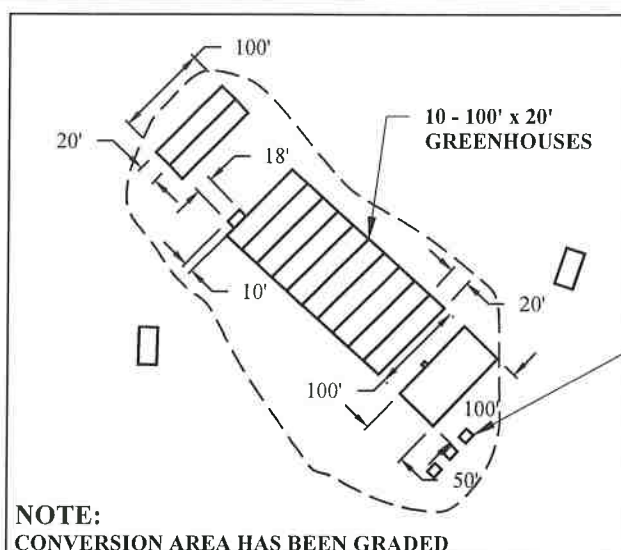 100'
20'
18'
10 - 100' x 20'
GREENHOUSES
10'
20'
100'
100'
50'
NOTE:
CONVERSION AREA HAS BEEN GRADED